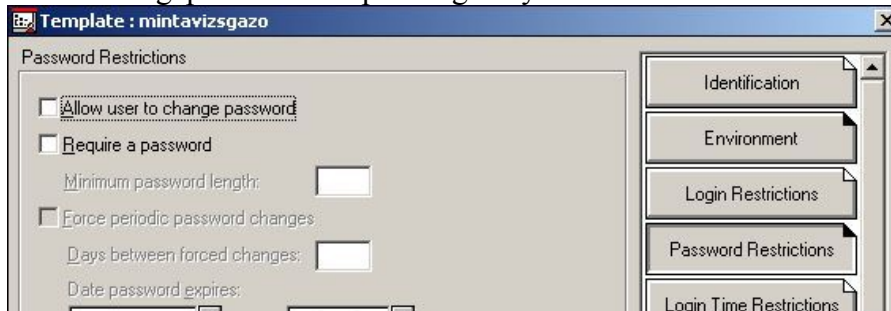 Template : mintavizsgazo
Password Restrictions
Allow user to change password
Require a password
Minimum password length:
Force periodic password changes
Days between forced changes:
Date password expires:
Identification
Environment
Login Restrictions
Password Restrictions
Login Time Restrictions